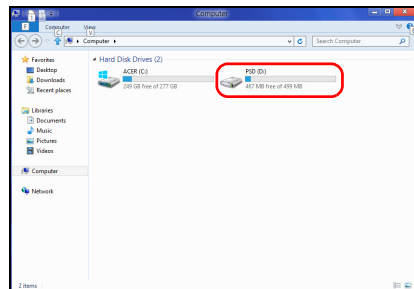 Computer
F Computer View
C V
Computer
Search Computer
Favorites
Desktop
Downloads
Recent places
Libraries
Documents
Music
Pictures
Videos
Computer
Network
Hard Disk Drives (2)
ACER (C:)
249 GB free of 277 GB
PSD (D:)
467 MB free of 499 MB
2 items